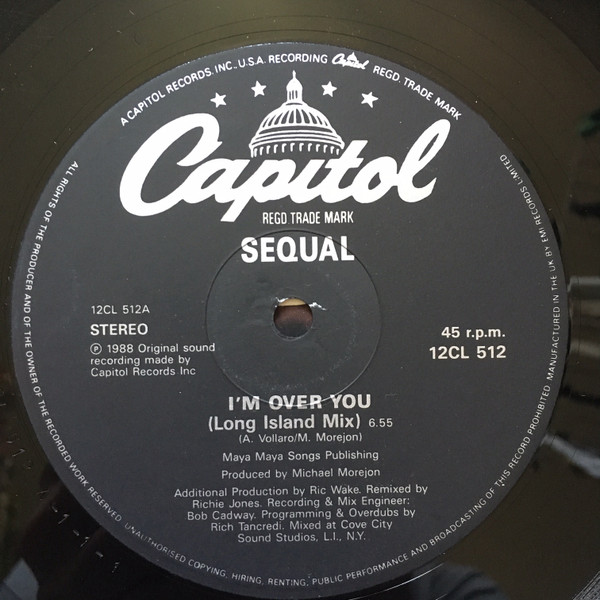 A CAPITOL RECORDS. INC., U.S.A. RECORDING Capitol REGD. TRADE MARK
Capitol
REGD TRADE MARK
SEQUAL
12CL 512A
STEREO
Ⓟ 1988 Original sound
recording made by
Capitol Records Inc
45 r.p.m.
12CL 512
I'M OVER YOU
(Long Island Mix) 6.55
(A. Vollaro/M. Morejon)
Maya Maya Songs Publishing
Produced by Michael Morejon
Additional Production by Ric Wake. Remixed by
Richie Jones. Recording & Mix Engineer:
Bob Cadway. Programming & Overdubs by
Rich Tancredi. Mixed at Cove City
Sound Studios, L.I., N.Y.
ALL RIGHTS OF THE PRODUCER AND OF THE OWNER OF THE RECORDED WORK RESERVED. UNAUTHORISED COPYING, HIRING, RENTING, PUBLIC PERFORMANCE AND BROADCASTING OF THIS RECORD PROHIBITED. MANUFACTURED IN THE UK BY EMI RECORDS LIMITED